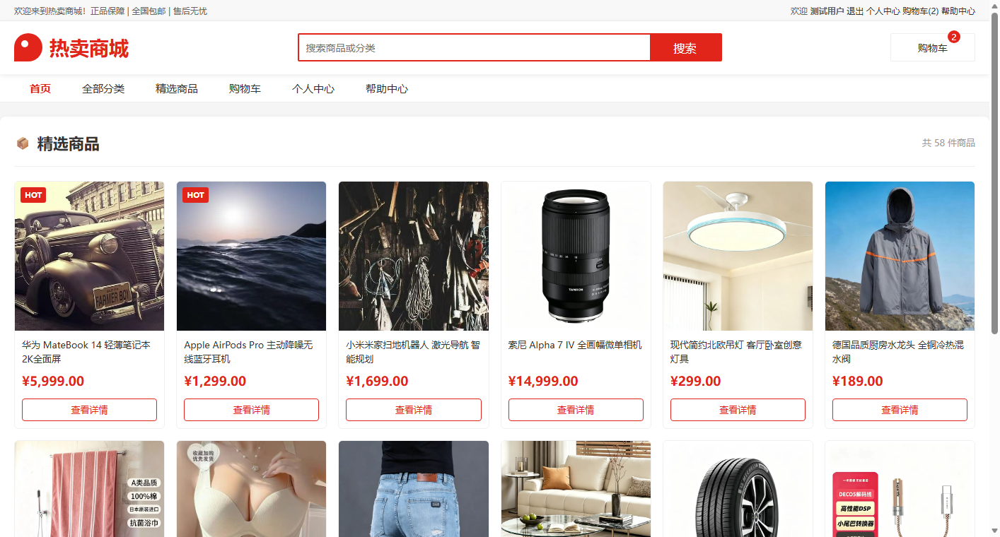 欢迎来到热卖商城！正品保障 | 全国包邮 | 售后无忧
欢迎 测试用户 退出 个人中心 购物车(2) 帮助中心
热卖商城
搜索商品或分类
搜索
购物车
2
首页
全部分类
精选商品
购物车
个人中心
帮助中心
精选商品
共 58 件商品
HOT
FARMER BOY
华为 MateBook 14 轻薄笔记本
2K全面屏
¥5,999.00
查看详情
HOT
Apple AirPods Pro 主动降噪无
线蓝牙耳机
¥1,299.00
查看详情
小米米家扫地机器人 激光导航 智
能规划
¥1,699.00
查看详情
TAMRON
索尼 Alpha 7 IV 全画幅微单相机
¥14,999.00
查看详情
现代简约北欧吊灯 客厅卧室创意
灯具
¥299.00
查看详情
德国品质厨房水龙头 全铜冷热混
水阀
¥189.00
查看详情
A类品质
100%棉
日本原装进口
抗菌浴巾
收藏加购
优先发货
DECO5解码线
高性能DSP
小尾巴转换器